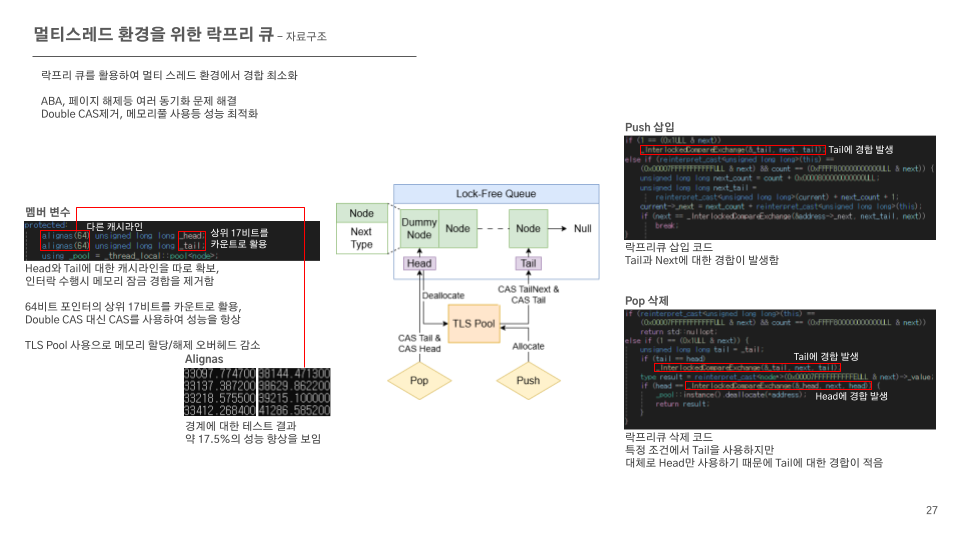 멀티스레드 환경을 위한 락프리 큐 – 자료구조
락프리 큐를 활용하여 멀티 스레드 환경에서 경합 최소화
ABA, 페이지 해제등 여러 동기화 문제 해결
Double CAS제거, 메모리풀 사용등 성능 최적화
멤버 변수
protected:
다른 캐시라인
alignas(64) unsigned long long _head;
alignas(64) unsigned long long _tail;
using _pool = _thread_local::pool<node>;
상위 17비트를
카운트로 활용
Head와 Tail에 대한 캐시라인을 따로 확보,
인터락 수행시 메모리 잠금 경합을 제거함
64비트 포인터의 상위 17비트를 카운트로 활용,
Double CAS 대신 CAS를 사용하여 성능을 향상
TLS Pool 사용으로 메모리 할당/해제 오버헤드 감소
Alignas
33097.774700 38144.471300
33137.387200 38629.862200
33218.575500 39215.100000
33412.268400 41286.585200
경계에 대한 테스트 결과
약 17.5%의 성능 향상을 보임
Lock-Free Queue
Node
Next
Type
Dummy
Node
Node
Node
Null
Head
Tail
Deallocate
CAS TailNext &
CAS Tail
TLS Pool
CAS Tail &
CAS Head
Allocate
Pop
Push
Push 삽입
if (1 == (0x1ULL & next))
_InterlockedCompareExchange(&_tail, next, tail);
Tail에 경합 발생
else if (reinterpret_cast<unsigned long long>(this) ==
(0x00007FFFFFFFFFFFULL & next) && count == (0xFFFF800000000000ULL & next)) {
unsigned long long next_count = count + 0x0000800000000000ULL;
unsigned long long next_tail =
reinterpret_cast<unsigned long long>(current) + next_count + 1;
current->_next = next_count + reinterpret_cast<unsigned long long>(this);
if (next == _InterlockedCompareExchange(&address->_next, next_tail, next))
break;
}
락프리큐 삽입 코드
Tail과 Next에 대한 경합이 발생함
Pop 삭제
if (reinterpret_cast<unsigned long long>(this) ==
(0x00007FFFFFFFFFFFULL & next) && count == (0xFFFF800000000000ULL & next))
return std::nullopt;
else if (1 == (0x1ULL & next)) {
unsigned long long tail = _tail;
if (tail == head)
Tail에 경합 발생
_InterlockedCompareExchange(&_tail, next, tail);
type result = reinterpret_cast<node*>(0x00007FFFFFFFFFFEULL & next)->_value;
if (head == _InterlockedCompareExchange(&_head, next, head)) {
Head에 경합 발생
_pool::instance().deallocate(*address);
return result;
}
}
락프리큐 삭제 코드
특정 조건에서 Tail을 사용하지만
대체로 Head만 사용하기 때문에 Tail에 대한 경합이 적음
27